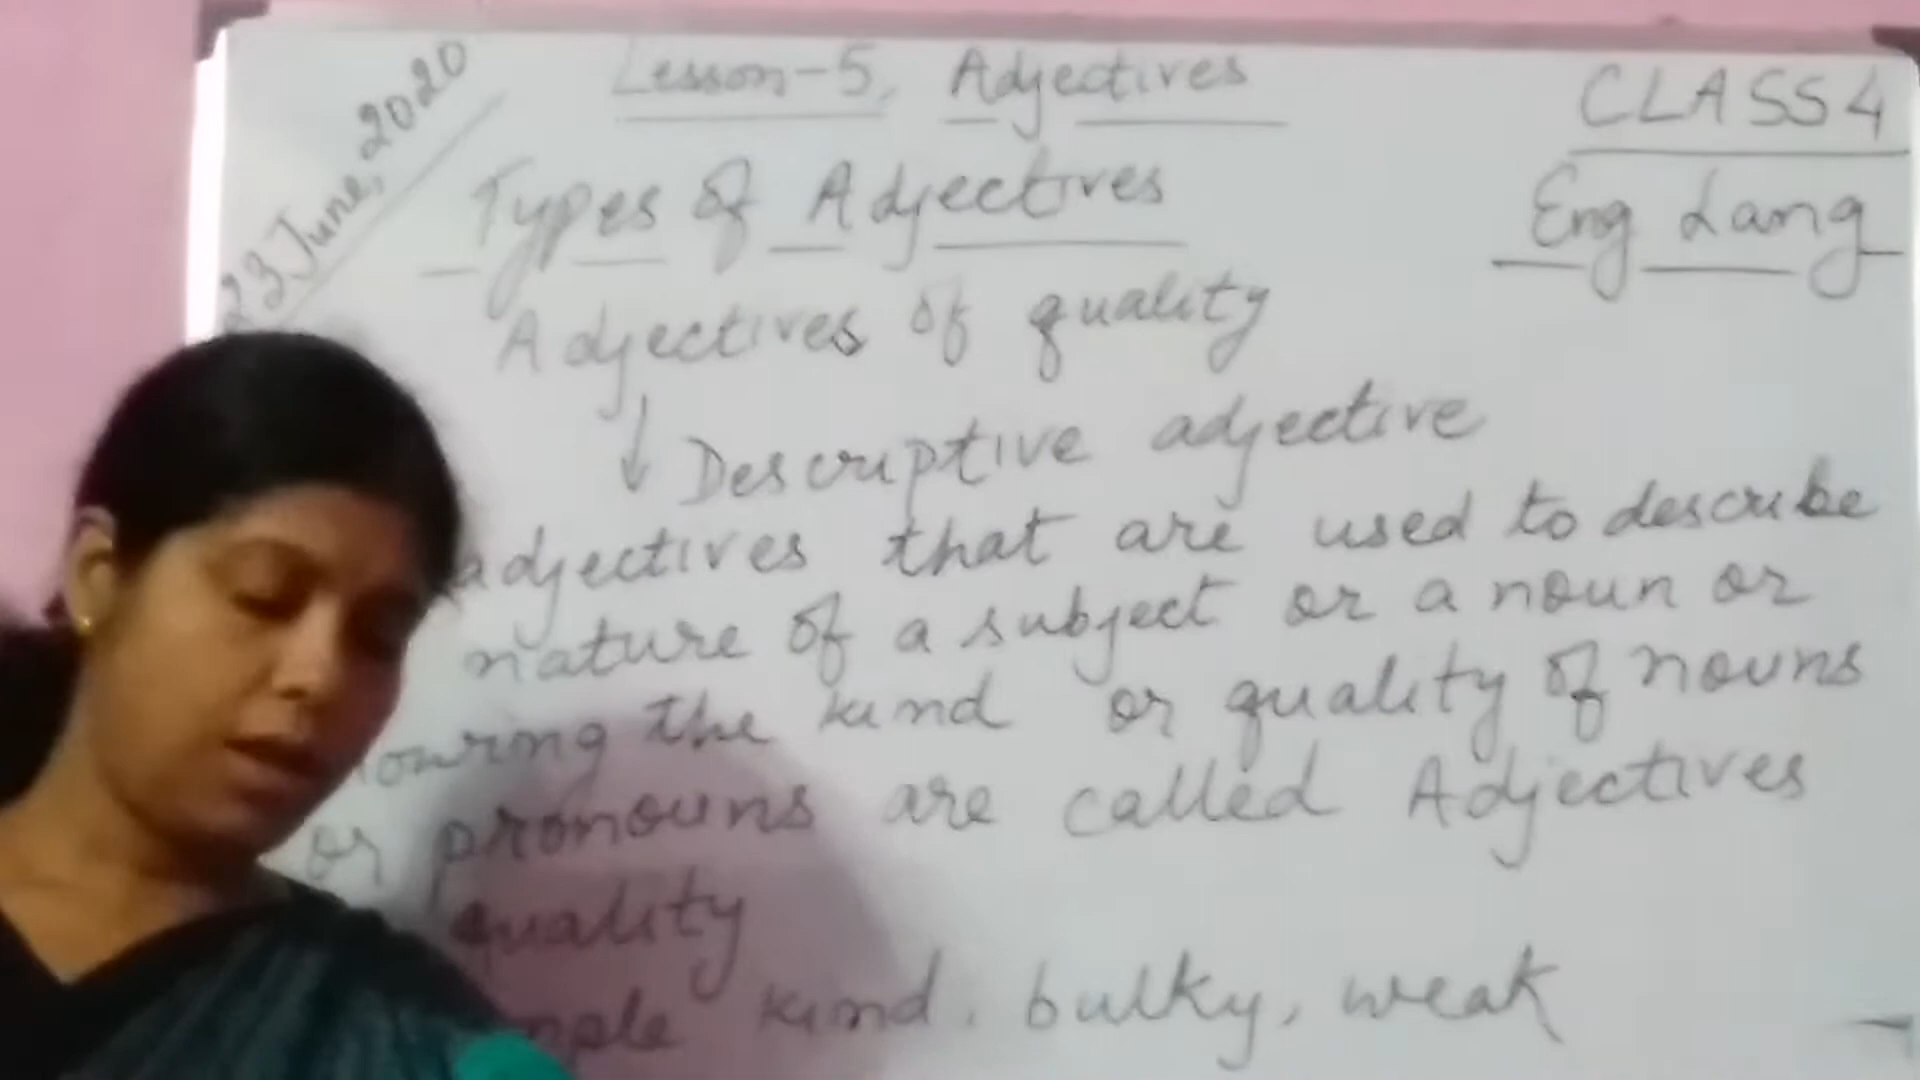 23 June, 2020
Lesson-5, Adjectives
CLASS 4
Types of Adjectives
Eng Lang
Adjectives of quality
↓ Descriptive adjective
adjectives that are used to describe
nature of a subject or a noun or
the kind or quality of nouns
or pronouns are called Adjectives
quality
kind, bulky, weak